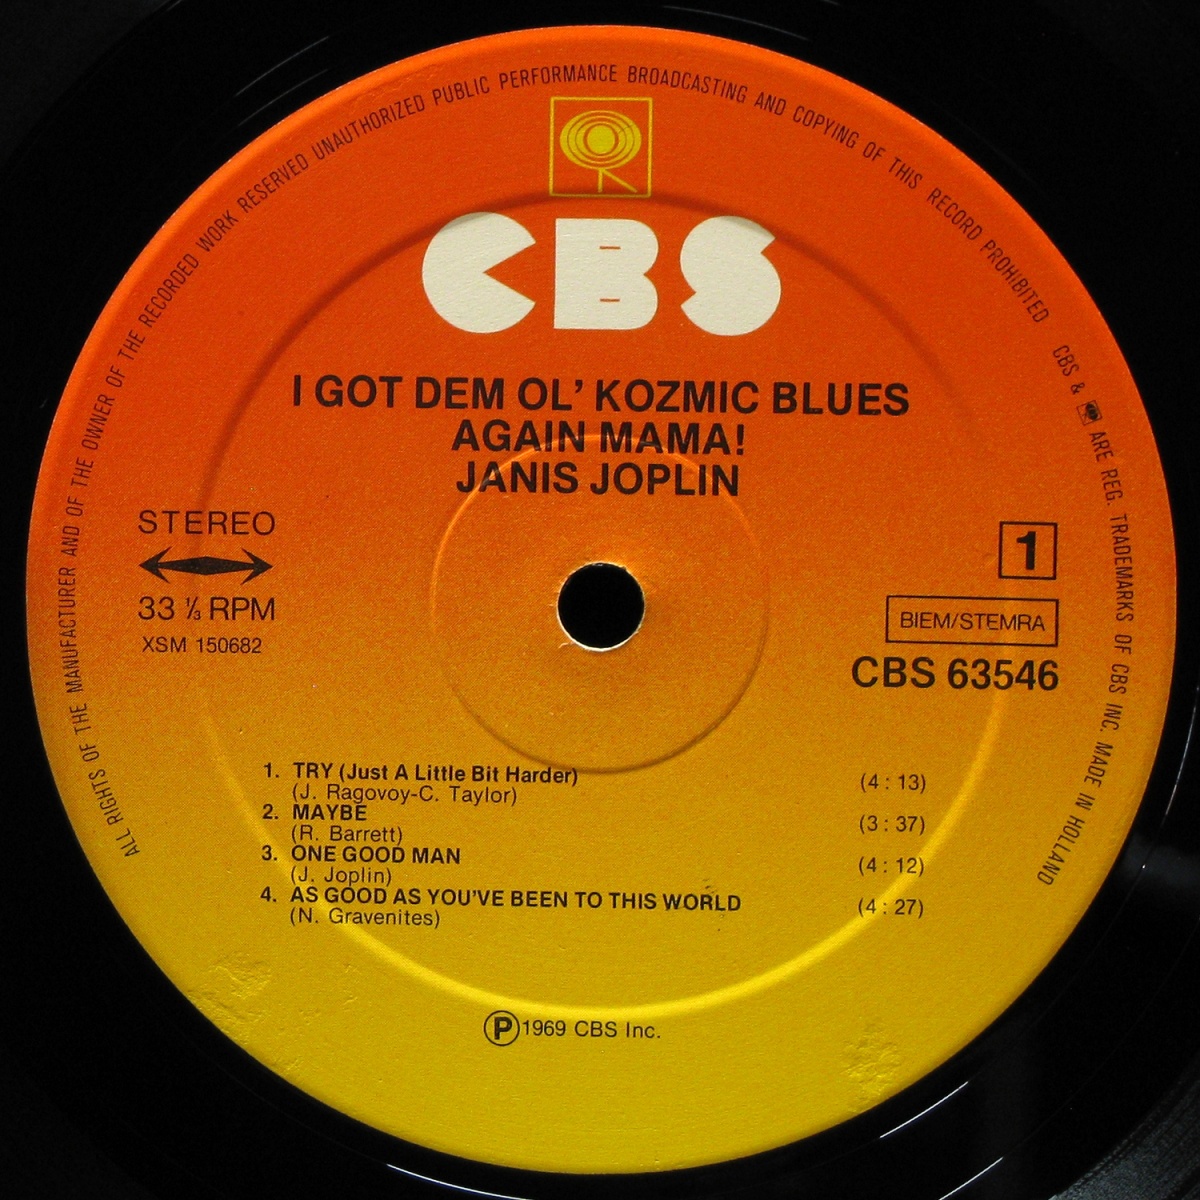 ALL RIGHTS OF THE MANUFACTURER AND OF THE OWNER OF THE RECORDED WORK RESERVED UNAUTHORIZED PUBLIC PERFORMANCE BROADCASTING AND COPYING OF THIS RECORD PROHIBITED CBS & ARE REG. TRADEMARKS OF CBS INC. MADE IN HOLLAND
CBS
I GOT DEM OL' KOZMIC BLUES
AGAIN MAMA!
JANIS JOPLIN
STEREO
33 ⅓ RPM
XSM 150682
1
BIEM/STEMRA
CBS 63546
1. TRY (Just A Little Bit Harder) (4 : 13)
(J. Ragovoy-C. Taylor)
2. MAYBE (3 : 37)
(R. Barrett)
3. ONE GOOD MAN (4 : 12)
(J. Joplin)
4. AS GOOD AS YOU'VE BEEN TO THIS WORLD (4 : 27)
(N. Gravenites)
Ⓟ1969 CBS Inc.